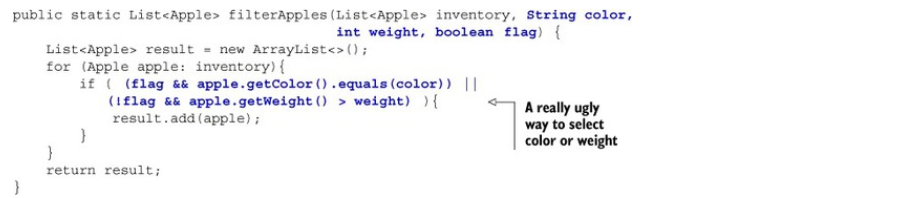 public static List<Apple> filterApples(List<Apple> inventory, String color,
int weight, boolean flag) {
List<Apple> result = new ArrayList<>();
for (Apple apple: inventory){
if ( (flag && apple.getColor().equals(color)) ||
(!flag && apple.getWeight() > weight) ){
result.add(apple);
}
}
return result;
}
A really ugly
way to select
color or weight